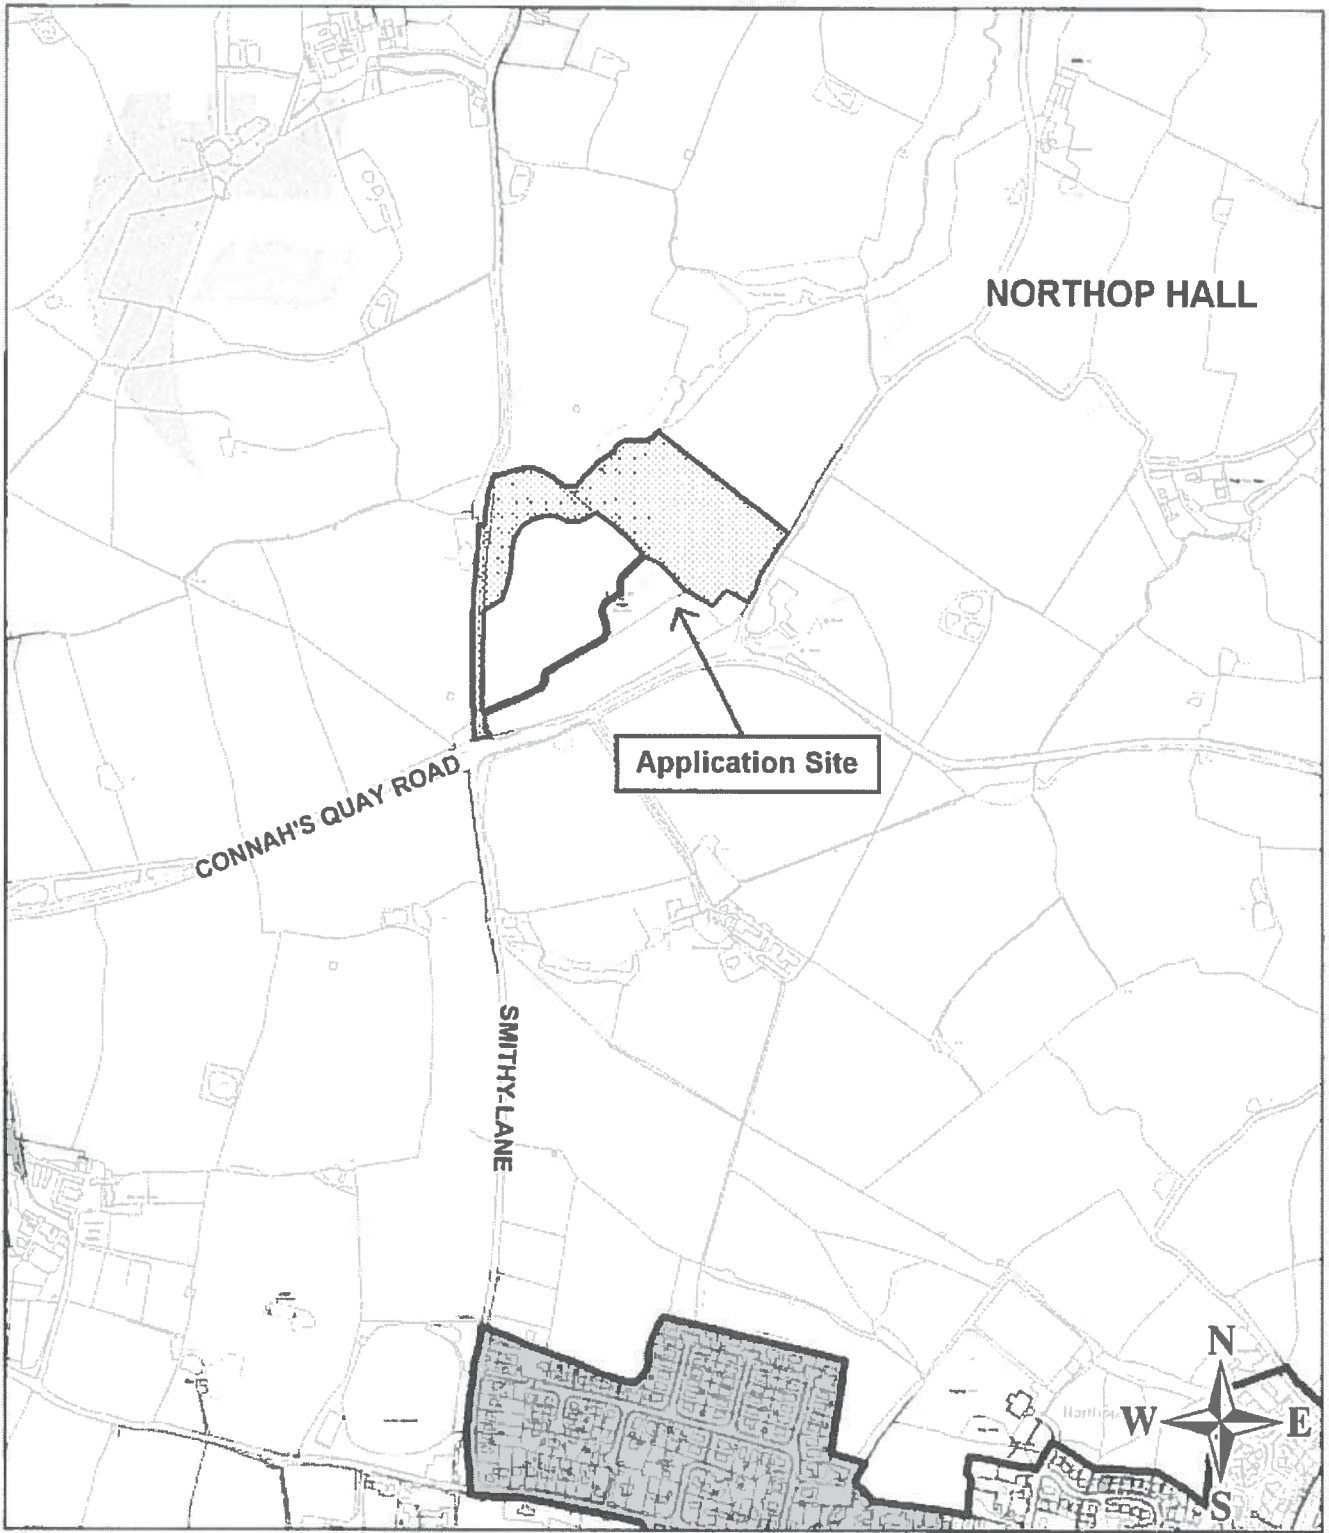 NORTHOP HALL
Application Site
CONNAH'S QUAY ROAD
SMITHY LANE
N
W
E
S